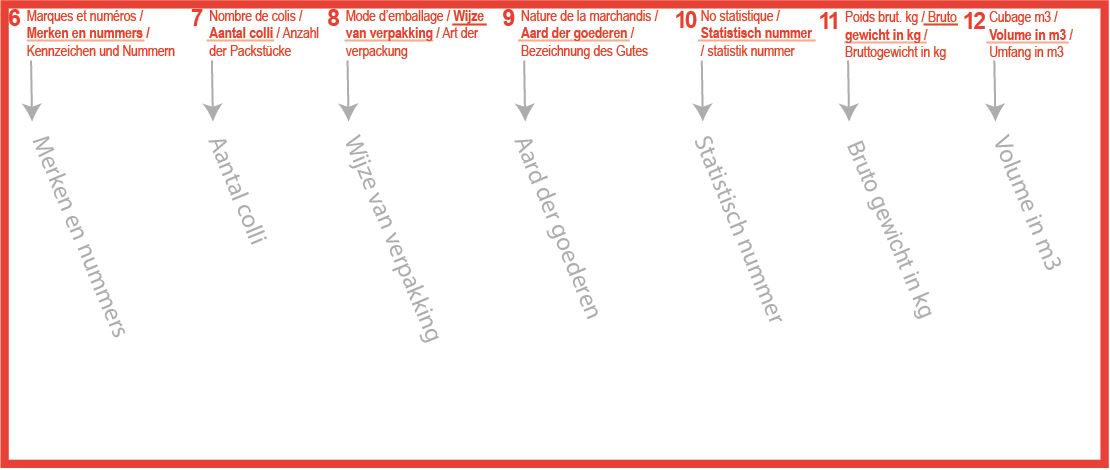 6 Marques et numéros /
Merken en nummers /
Kennzeichen und Nummern
7 Nombre de colis /
Aantal colli / Anzahl
der Packstücke
8 Mode d'emballage / Wijze
van verpakking / Art der
verpackung
9 Nature de la marchandis /
Aard der goederen /
Bezeichnung des Gutes
10 No statistique /
Statistisch nummer
/ statistik nummer
11 Poids brut. kg / Bruto
gewicht in kg /
Bruttogewicht in kg
12 Cubage m3 /
Volume in m3 /
Umfang in m3
Merken en nummers
Aantal colli
Wijze van verpakking
Aard der goederen
Statistisch nummer
Bruto gewicht in kg
Volume in m3